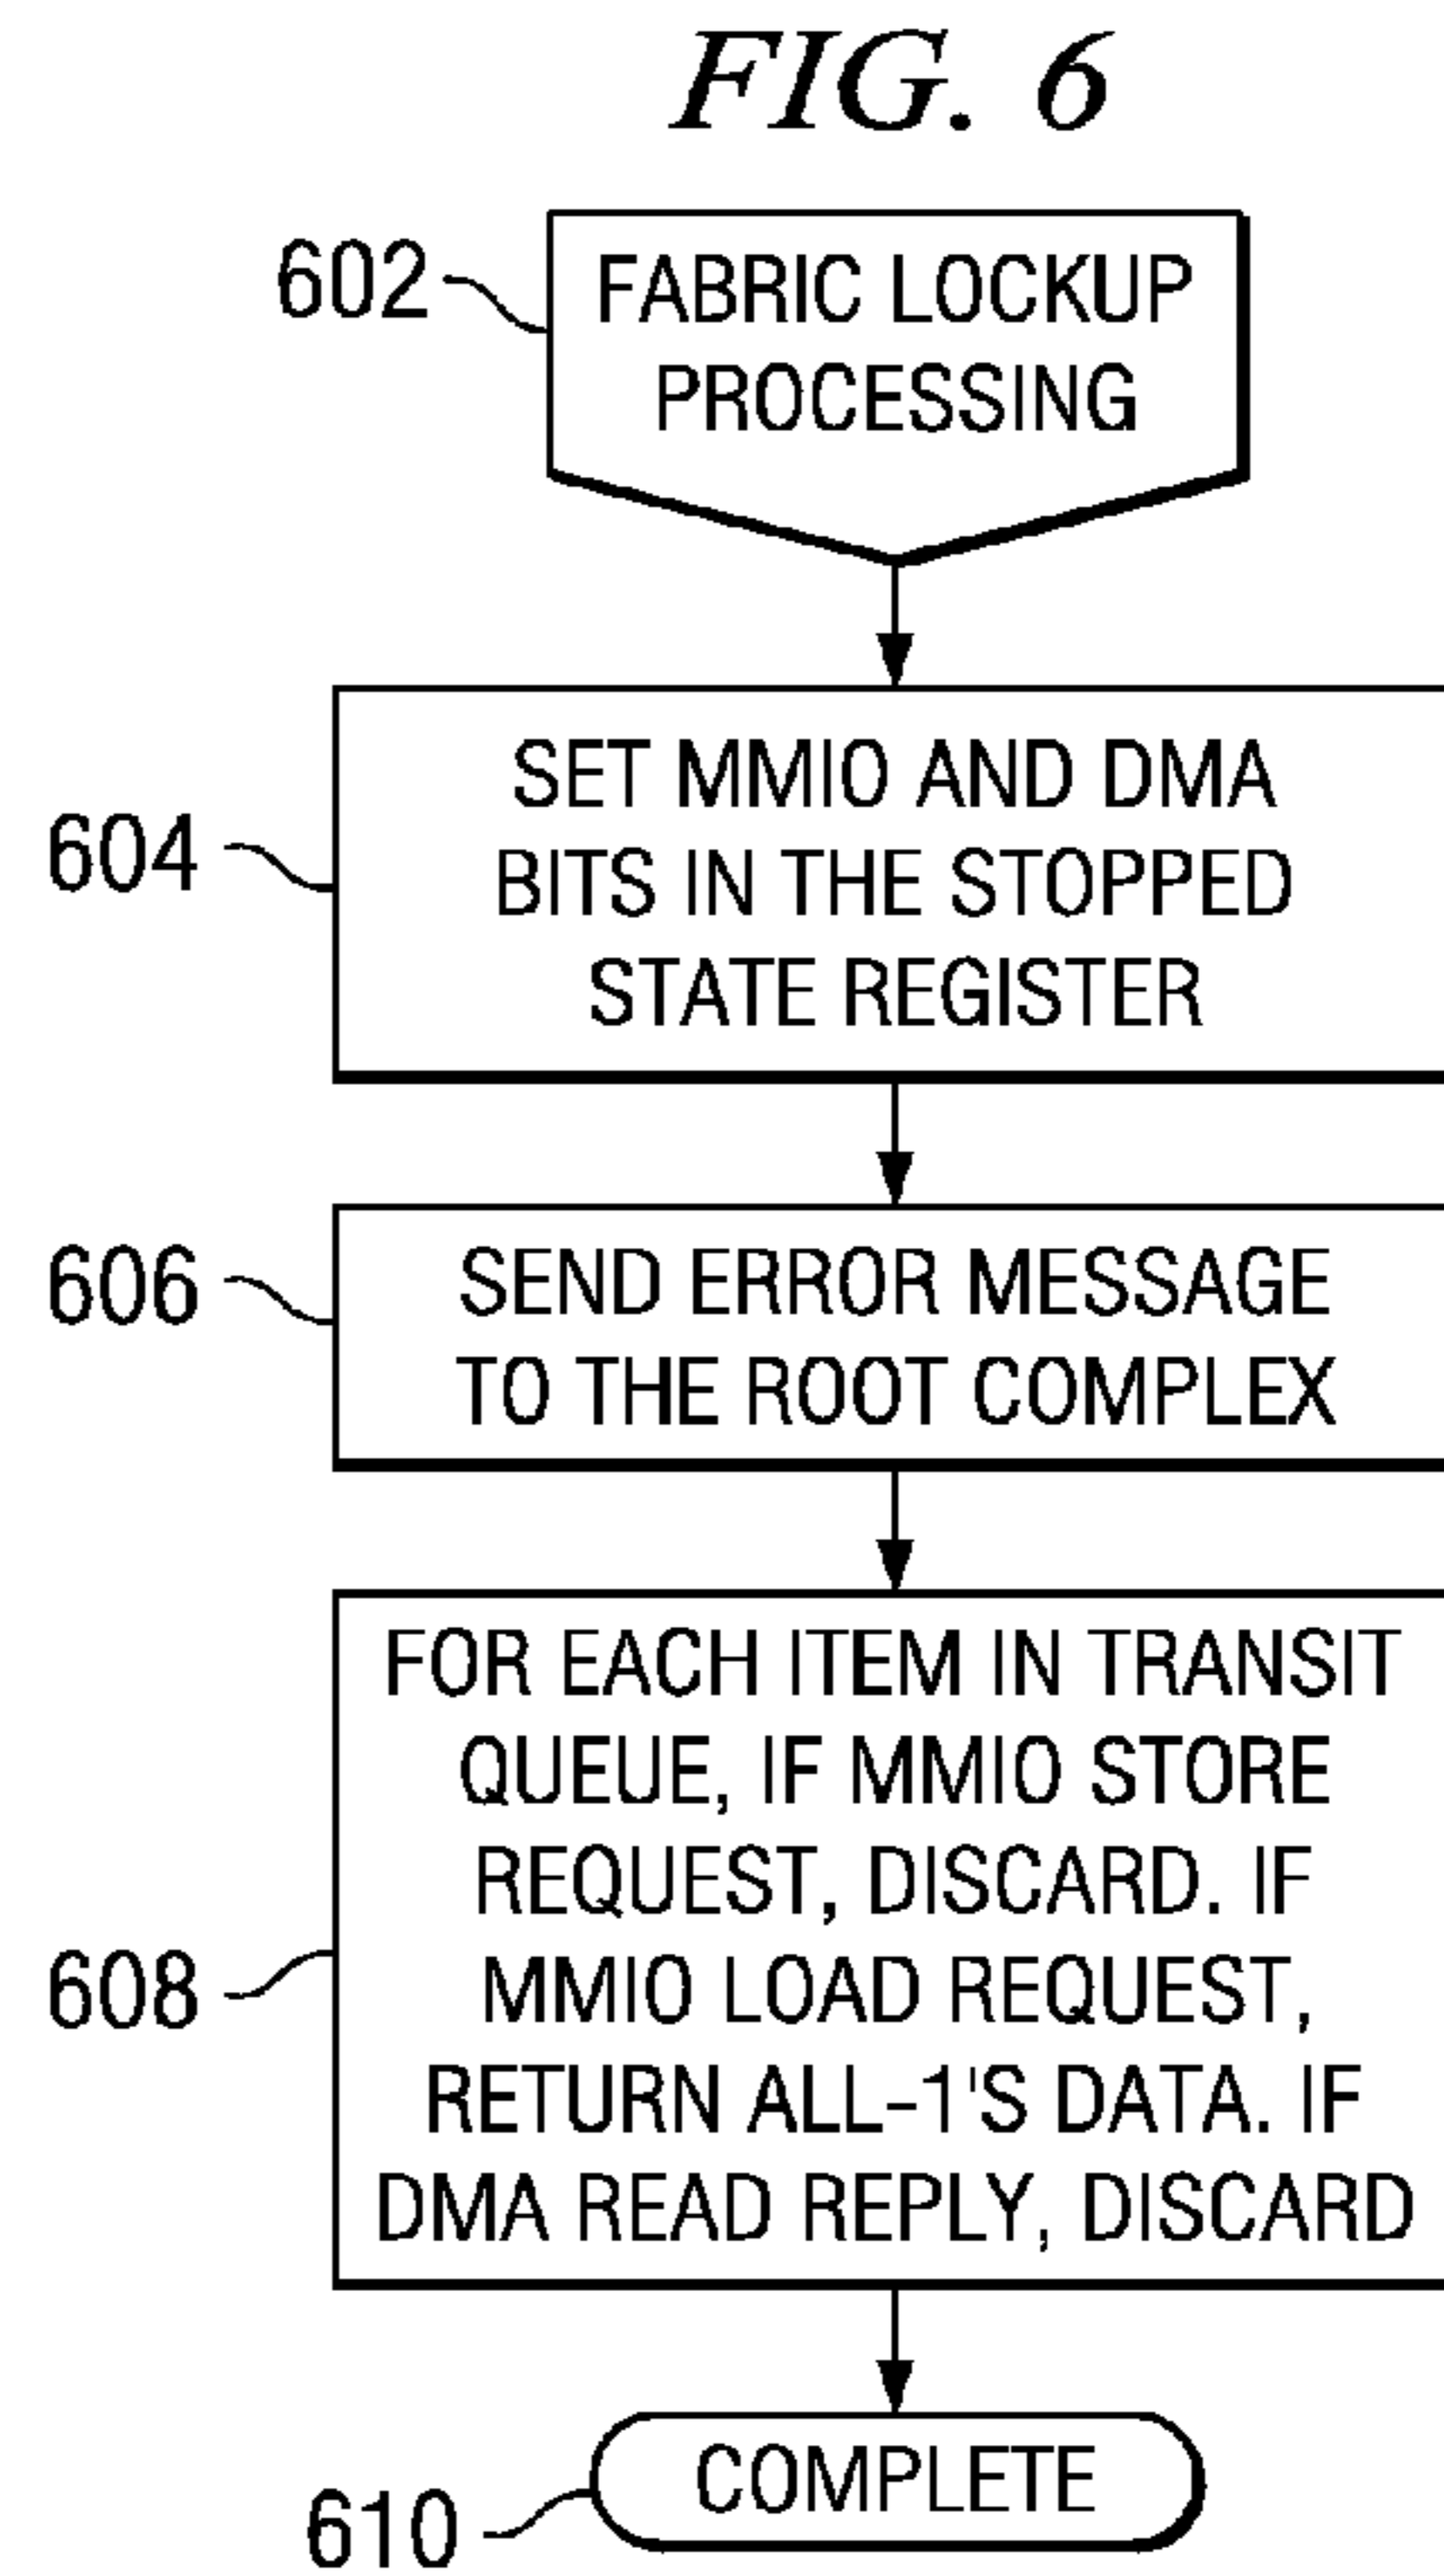 FIG. 6
602
FABRIC LOCKUP
PROCESSING
604
SET MMIO AND DMA
BITS IN THE STOPPED
STATE REGISTER
606
SEND ERROR MESSAGE
TO THE ROOT COMPLEX
608
FOR EACH ITEM IN TRANSIT
QUEUE, IF MMIO STORE
REQUEST, DISCARD. IF
MMIO LOAD REQUEST,
RETURN ALL-1'S DATA. IF
DMA READ REPLY, DISCARD
610
COMPLETE